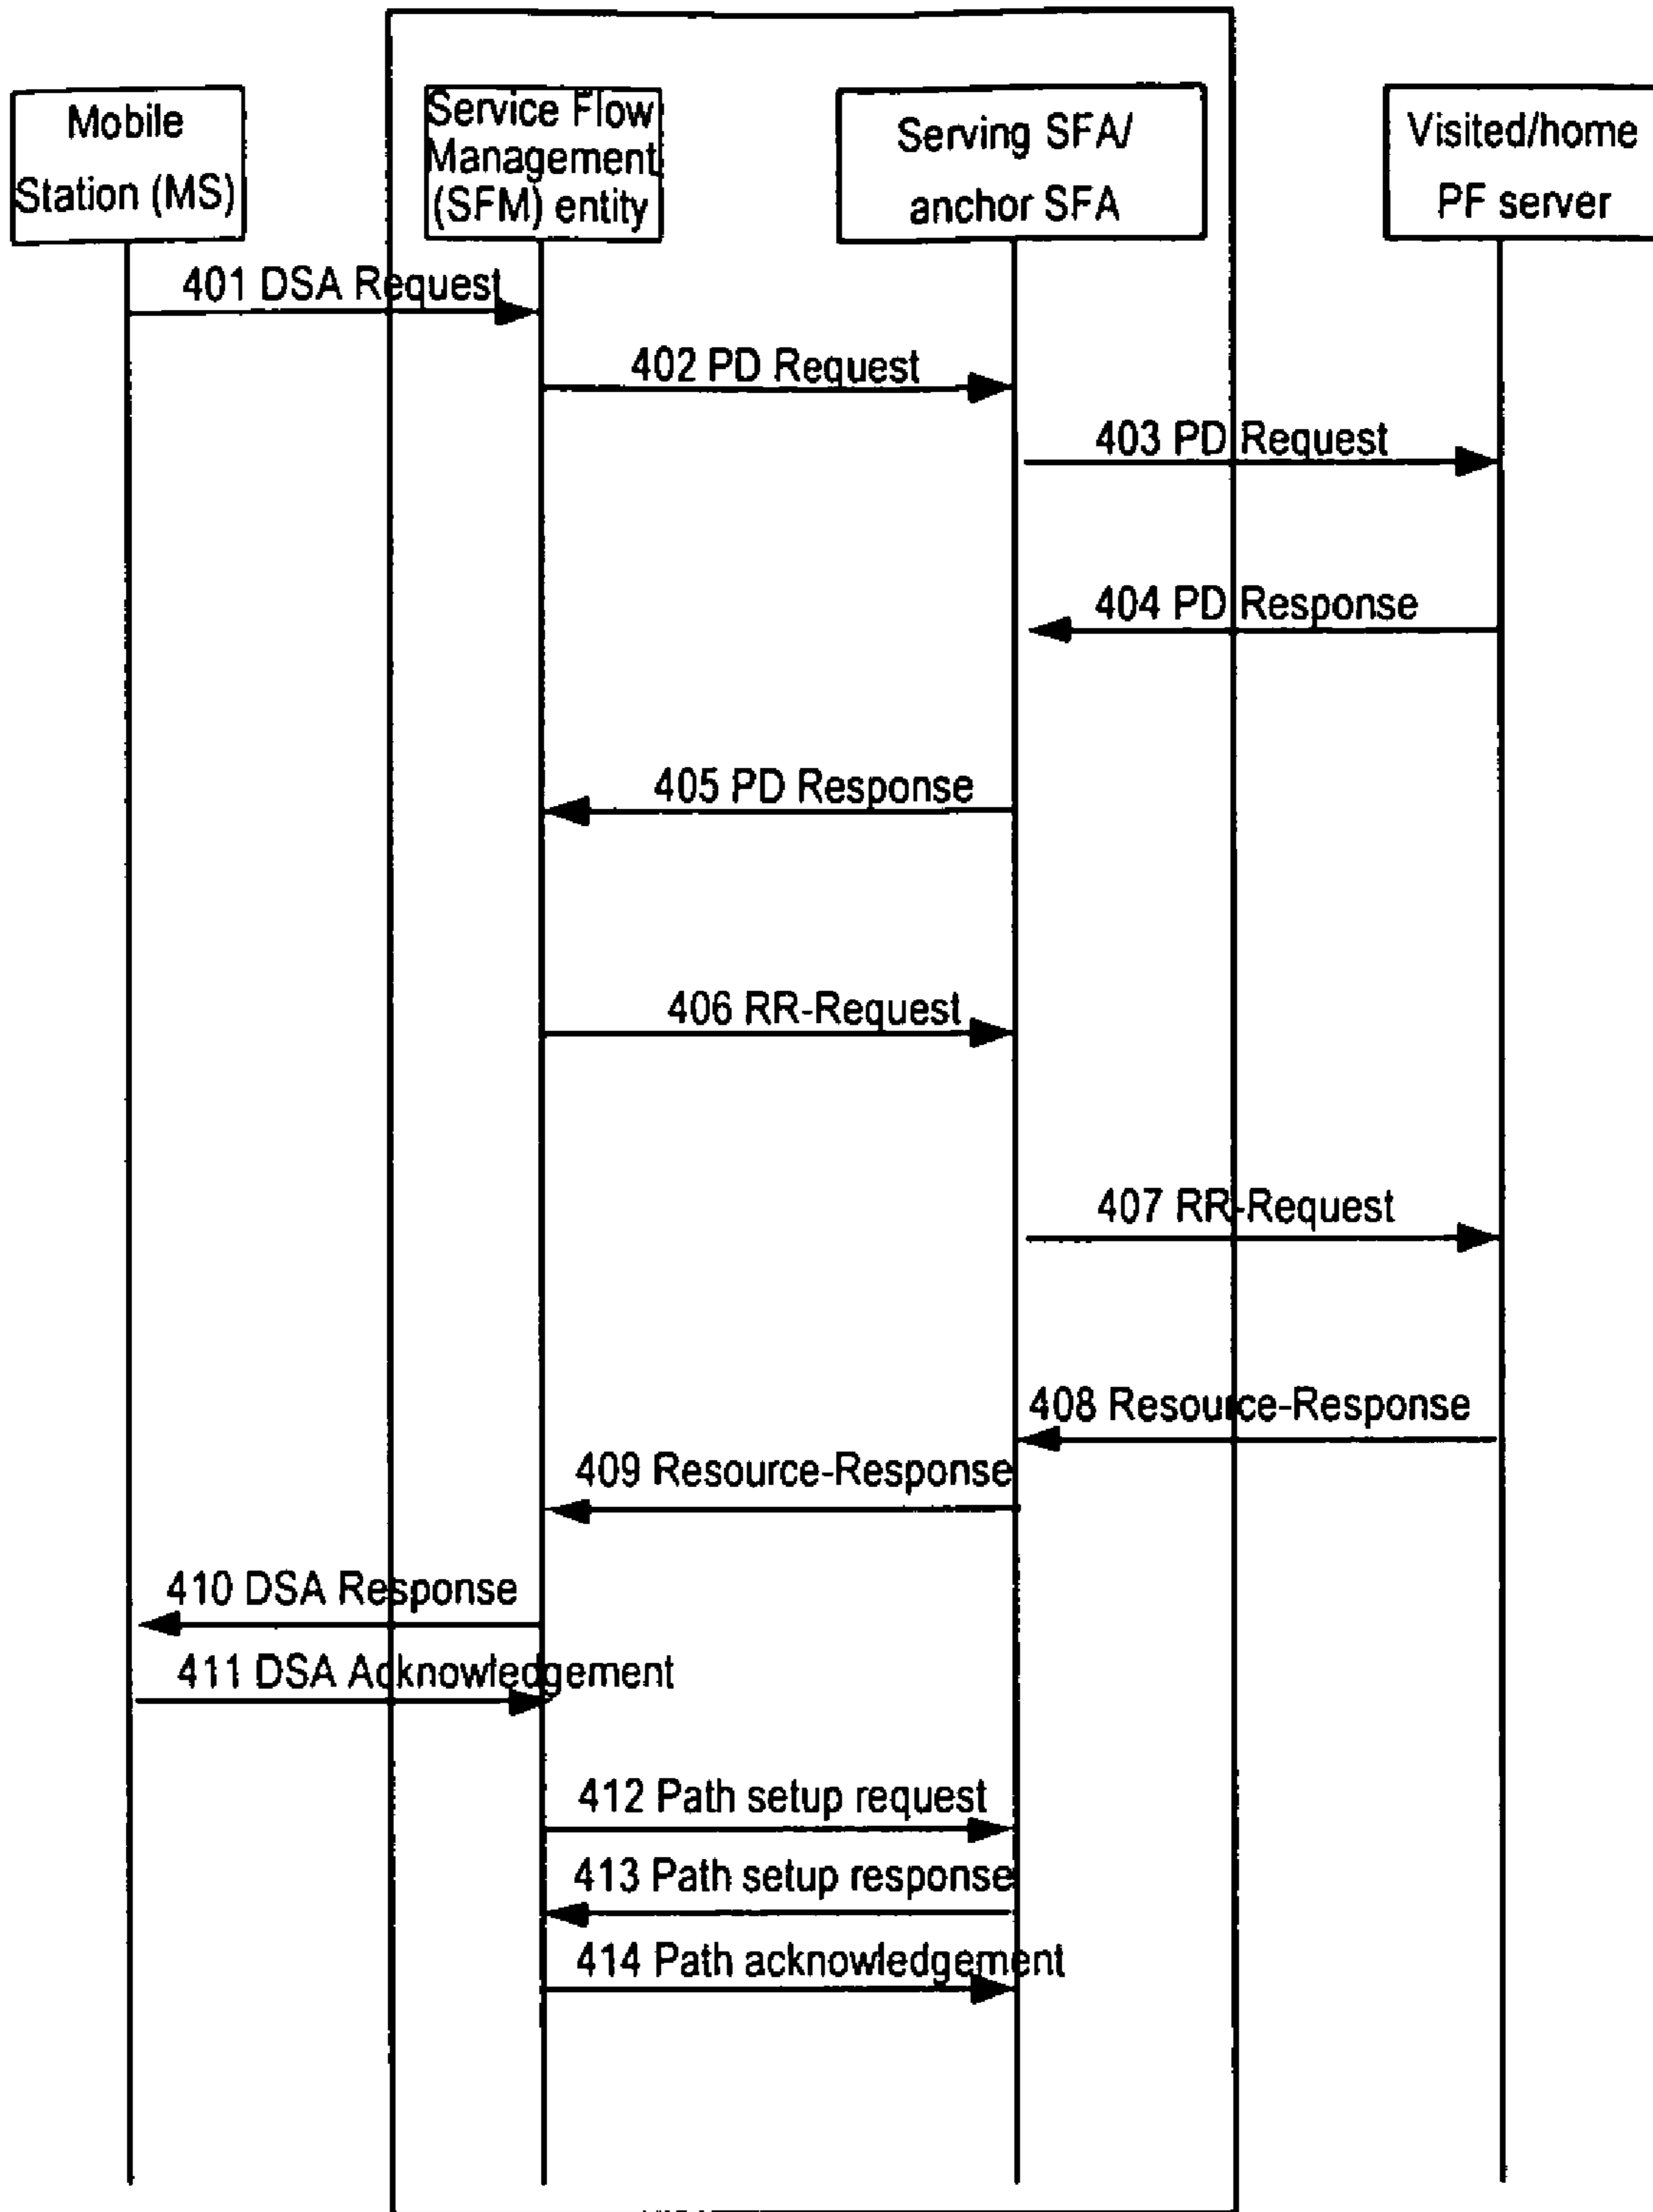 Mobile
Station (MS)
Service Flow
Management
(SFM) entity
Serving SFA/
anchor SFA
Visited/home
PF server
401 DSA Request
402 PD Request
403 PD Request
404 PD Response
405 PD Response
406 RR-Request
407 RR-Request
408 Resource-Response
409 Resource-Response
410 DSA Response
411 DSA Acknowledgement
412 Path setup request
413 Path setup response
414 Path acknowledgement